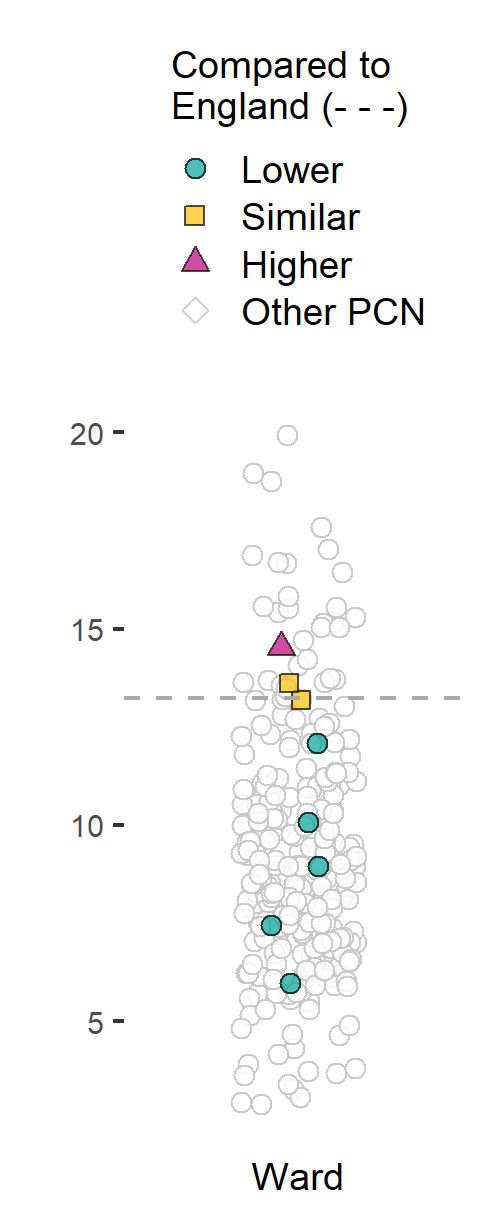 Compared to
England (- - -)
Lower
Similar
Higher
Other PCN
20
15
10
5
Ward